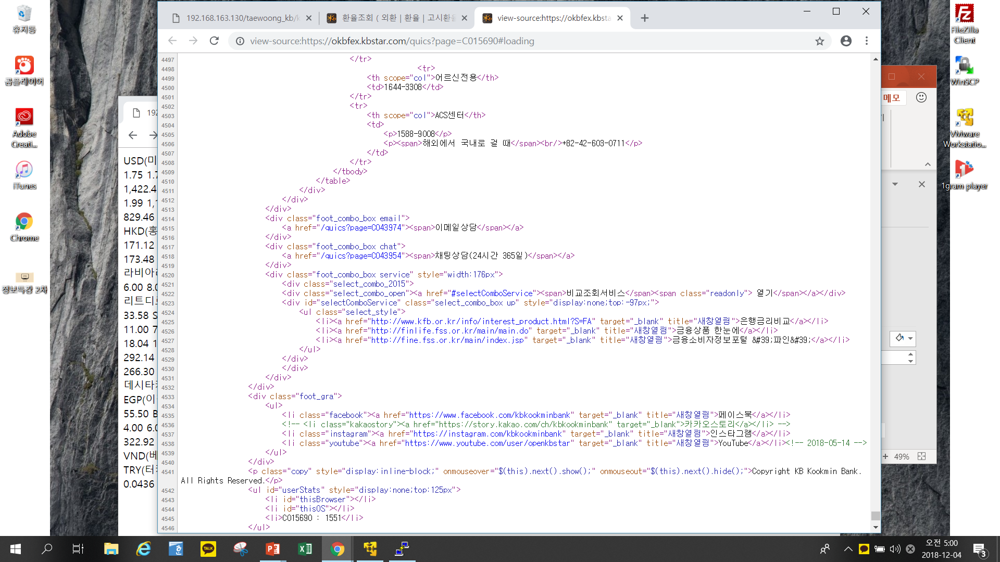 휴지통
곰플레이어
Adobe
Creati...
iTunes
Chrome
정보특강 2차
FileZilla
Client
WinSCP
VMware
Workstatio...
1gram player
192.168.163.130/taewoong_kb/k
환율조회 ( 외환 | 환율 | 고시환율
view-source:https://okbfex.kbsta
view-source:https://okbfex.kbstar.com/quics?page=C015690#loading
4497 </tr>
4498 <tr>
4499 <th scope="col">어르신전용</th>
4500 <td>1644-3308</td>
4501 </tr>
4502 <tr>
4503 <th scope="col">ACS센터</th>
4504 <td>
4505 <p>1588-9008</p>
4506 <p><span>해외에서 국내로 걸 때</span><br/>+82-42-603-0711</p>
4507 </td>
4508 </tr>
4509 </tbody>
4510 </table>
4511 </div>
4512 </div>
4513 </div>
4514 <div class="foot_combo_box email">
4515 <a href="/quics?page=C043974"><span>이메일상담</span></a>
4516 </div>
4517 <div class="foot_combo_box chat">
4518 <a href="/quics?page=C043954"><span>채팅상담(24시간 365일)</span></a>
4519 </div>
4520 <div class="foot_combo_box service" style="width:176px">
4521 <div class="select_combo_2015">
4522 <div class="select_combo_open"><a href="#selectComboService"><span>비교조회서비스</span><span class="readonly"> 열기</span></a></div>
4523 <div id="selectComboService" class="select_combo_box up" style="display:none;top:-97px;">
4524 <ul class="select_style">
4525 <li><a href="http://www.kfb.or.kr/info/interest_product.html?S=FA" target="_blank" title="새창열림">은행금리비교</a></li>
4526 <li><a href="http://finlife.fss.or.kr/main/main.do" target="_blank" title="새창열림">금융상품 한눈에</a></li>
4527 <li><a href="http://fine.fss.or.kr/main/index.jsp" target="_blank" title="새창열림">금융소비자정보포털 &#39;파인&#39;</a></li>
4528 </ul>
4529 </div>
4530 </div>
4531 </div>
4532 </div>
4533 <div class="foot_gra">
4534 <ul>
4535 <li class="facebook"><a href="https://www.facebook.com/kbkookminbank" target="_blank" title="새창열림">페이스북</a></li>
4536 <!-- <li class="kakaostory"><a href="https://story.kakao.com/ch/kbkookminbank" target="_blank">카카오스토리</a></li> -->
4537 <li class="instagram"><a href="https://instagram.com/kbkookminbank" target="_blank" title="새창열림">인스타그램</a></li>
4538 <li class="youtube"><a href="https://www.youtube.com/user/openkbstar" target="_blank" title="새창열림">YouTube</a></li><!-- 2018-05-14 -->
4539 </ul>
4540 </div>
4541 <p class="copy" style="display:inline-block;" onmouseover="$(this).next().show();" onmouseout="$(this).next().hide();">Copyright KB Kookmin Bank.
All Rights Reserved.</p>
4542 <ul id="userStats" style="display:none;top:125px">
4543 <li id="thisBrowser"></li>
4544 <li id="thisOS"></li>
4545 <li>C015690 : 1551</li>
4546 </ul>
192
USD(미
1.75 1.7
1,422.4
1.99 1,1
829.46
HKD(홍
171.12
173.48
라비아리
6.00 8.0
리트디르
33.58 S
11.00 7
18.04 1
292.14
266.30
데시타카
EGP(이
55.50 B
4.00 6.0
322.92
VND(베
TRY(터키
0.0436
메모
49%
TALK
오전 5:00
2018-12-04
3